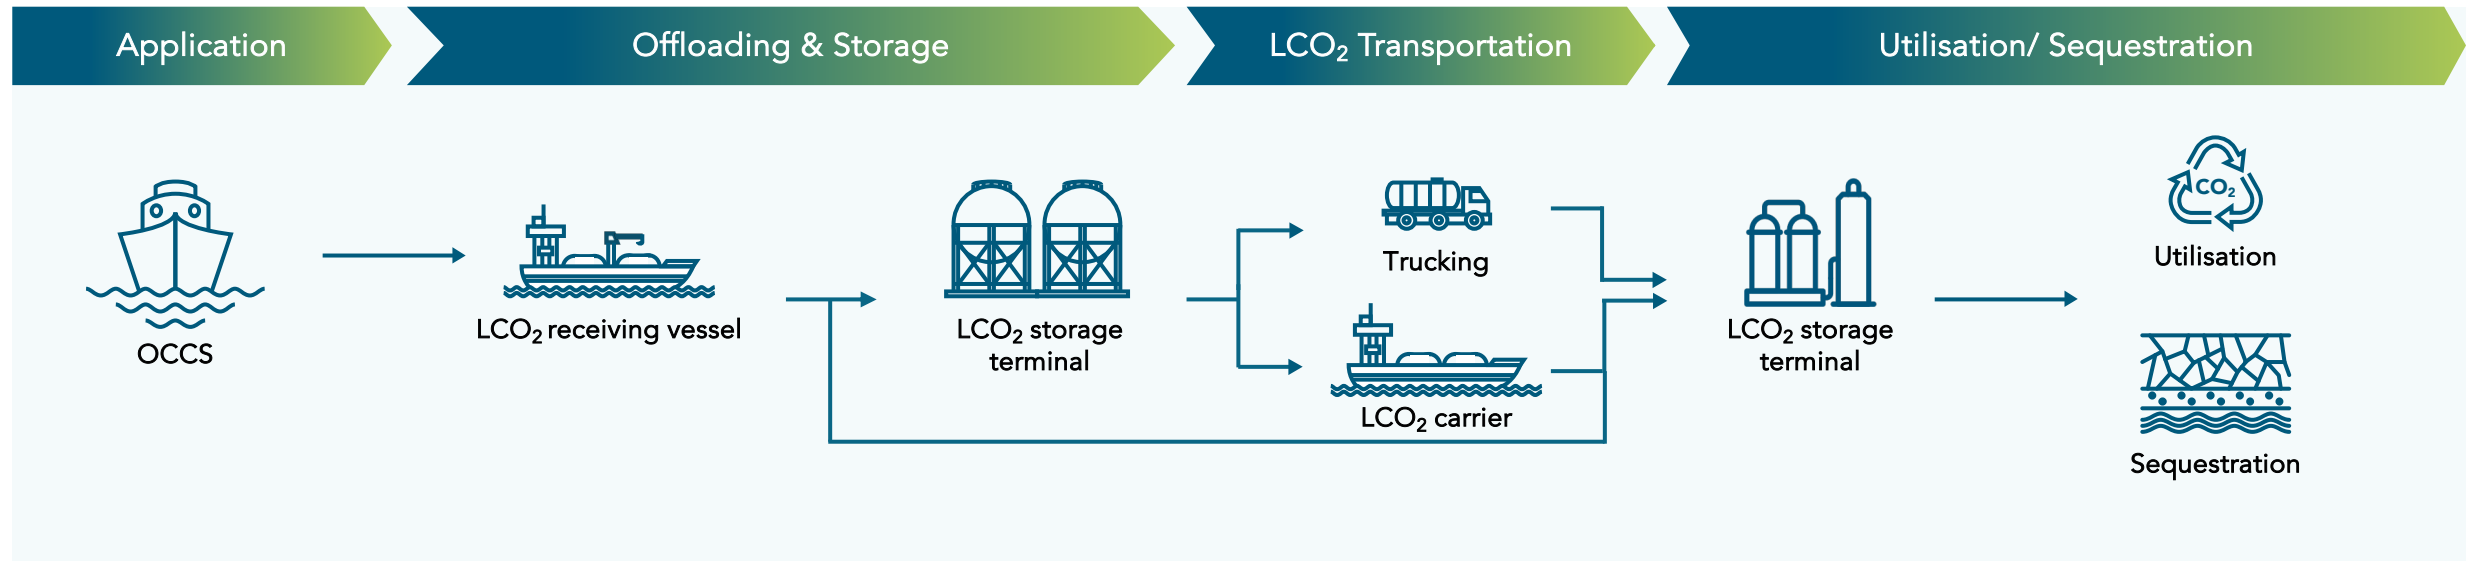 Application
Offloading & Storage
LCO₂ Transportation
Utilisation/ Sequestration
OCCS
LCO₂ receiving vessel
LCO₂ storage
terminal
Trucking
LCO₂ carrier
LCO₂ storage
terminal
CO₂
Utilisation
Sequestration